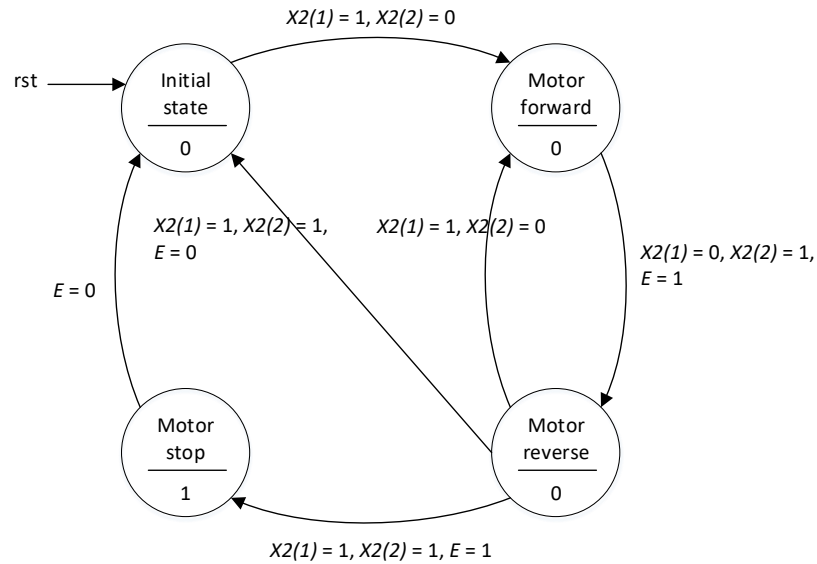 X2(1) = 1, X2(2) = 0
rst
Initial
state
0
Motor
forward
0
X2(1) = 1, X2(2) = 1,
E = 0
X2(1) = 1, X2(2) = 0
X2(1) = 0, X2(2) = 1,
E = 1
E = 0
Motor
stop
1
Motor
reverse
0
X2(1) = 1, X2(2) = 1, E = 1